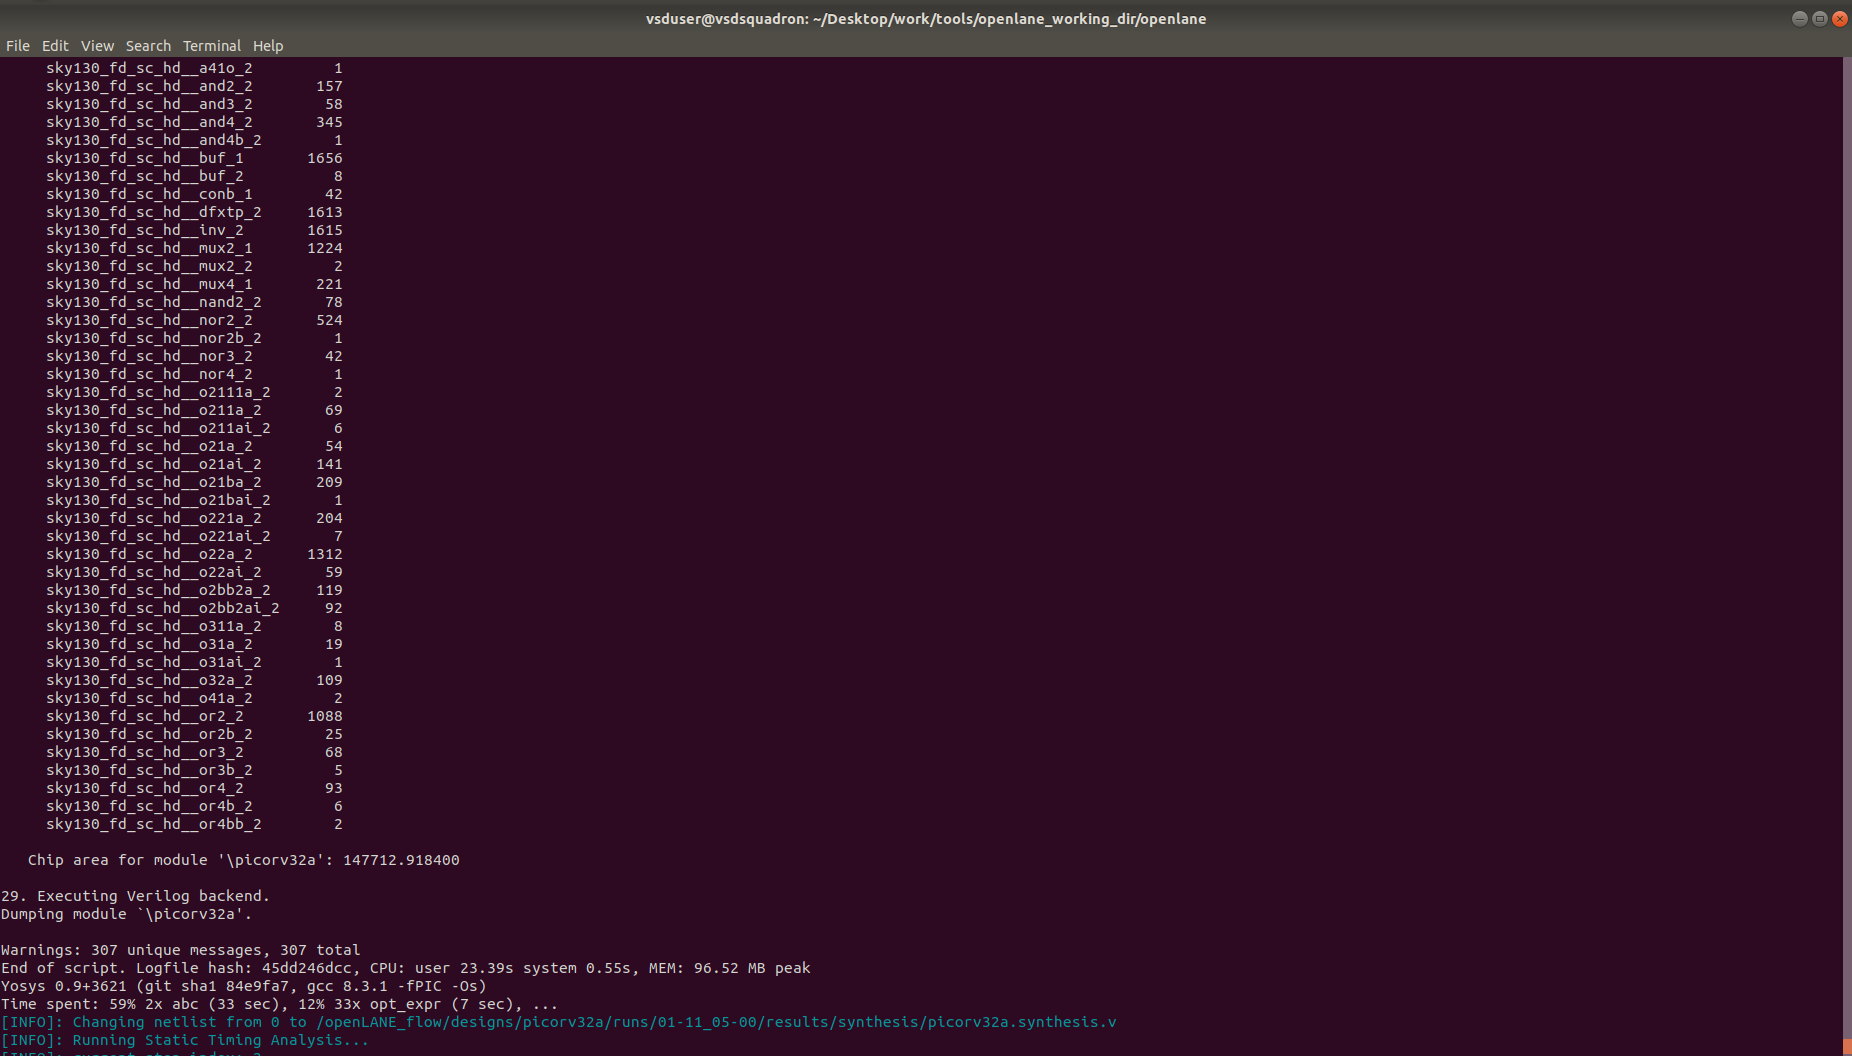 vsduser@vsdsquadron: ~/Desktop/work/tools/openlane_working_dir/openlane
File Edit View Search Terminal Help
sky130_fd_sc_hd__a41o_2 1
sky130_fd_sc_hd__and2_2 157
sky130_fd_sc_hd__and3_2 58
sky130_fd_sc_hd__and4_2 345
sky130_fd_sc_hd__and4b_2 1
sky130_fd_sc_hd__buf_1 1656
sky130_fd_sc_hd__buf_2 8
sky130_fd_sc_hd__conb_1 42
sky130_fd_sc_hd__dfxtp_2 1613
sky130_fd_sc_hd__inv_2 1615
sky130_fd_sc_hd__mux2_1 1224
sky130_fd_sc_hd__mux2_2 2
sky130_fd_sc_hd__mux4_1 221
sky130_fd_sc_hd__nand2_2 78
sky130_fd_sc_hd__nor2_2 524
sky130_fd_sc_hd__nor2b_2 1
sky130_fd_sc_hd__nor3_2 42
sky130_fd_sc_hd__nor4_2 1
sky130_fd_sc_hd__o2111a_2 2
sky130_fd_sc_hd__o211a_2 69
sky130_fd_sc_hd__o211ai_2 6
sky130_fd_sc_hd__o21a_2 54
sky130_fd_sc_hd__o21ai_2 141
sky130_fd_sc_hd__o21ba_2 209
sky130_fd_sc_hd__o21bai_2 1
sky130_fd_sc_hd__o221a_2 204
sky130_fd_sc_hd__o221ai_2 7
sky130_fd_sc_hd__o22a_2 1312
sky130_fd_sc_hd__o22ai_2 59
sky130_fd_sc_hd__o2bb2a_2 119
sky130_fd_sc_hd__o2bb2ai_2 92
sky130_fd_sc_hd__o311a_2 8
sky130_fd_sc_hd__o31a_2 19
sky130_fd_sc_hd__o31ai_2 1
sky130_fd_sc_hd__o32a_2 109
sky130_fd_sc_hd__o41a_2 2
sky130_fd_sc_hd__or2_2 1088
sky130_fd_sc_hd__or2b_2 25
sky130_fd_sc_hd__or3_2 68
sky130_fd_sc_hd__or3b_2 5
sky130_fd_sc_hd__or4_2 93
sky130_fd_sc_hd__or4b_2 6
sky130_fd_sc_hd__or4bb_2 2
Chip area for module '\picorv32a': 147712.918400
29. Executing Verilog backend.
Dumping module `\picorv32a'.
Warnings: 307 unique messages, 307 total
End of script. Logfile hash: 45dd246dcc, CPU: user 23.39s system 0.55s, MEM: 96.52 MB peak
Yosys 0.9+3621 (git sha1 84e9fa7, gcc 8.3.1 -fPIC -Os)
Time spent: 59% 2x abc (33 sec), 12% 33x opt_expr (7 sec), ...
[INFO]: Changing netlist from 0 to /openLANE_flow/designs/picorv32a/runs/01-11_05-00/results/synthesis/picorv32a.synthesis.v
[INFO]: Running Static Timing Analysis...